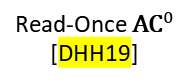 Read-Once 𝐀𝐂⁰
[DHH19]